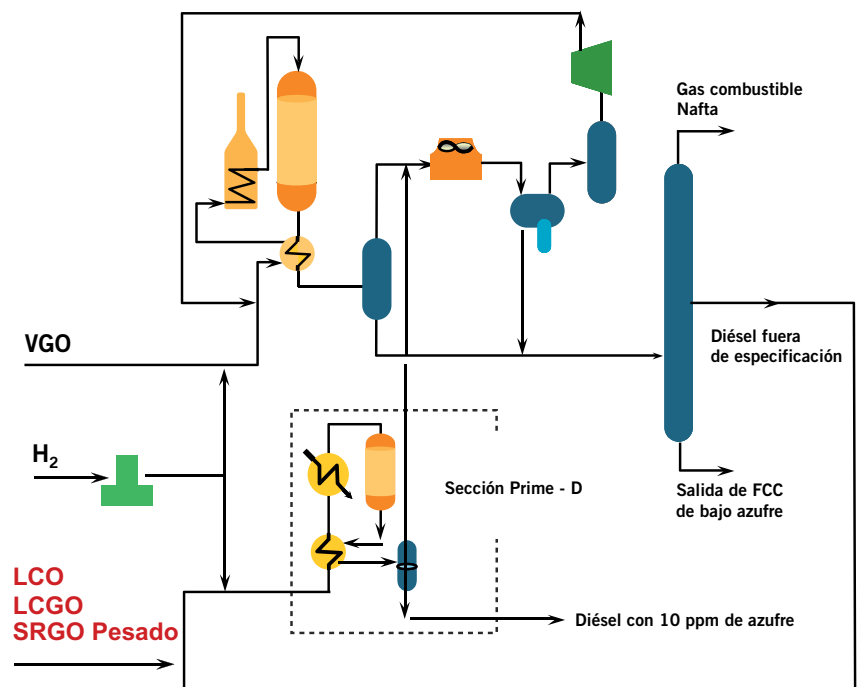 Gas combustible
Nafta
VGO
Diésel fuera
de especificación
H₂
Sección Prime - D
Salida de FCC
de bajo azufre
LCO
LCGO
SRGO Pesado
Diésel con 10 ppm de azufre